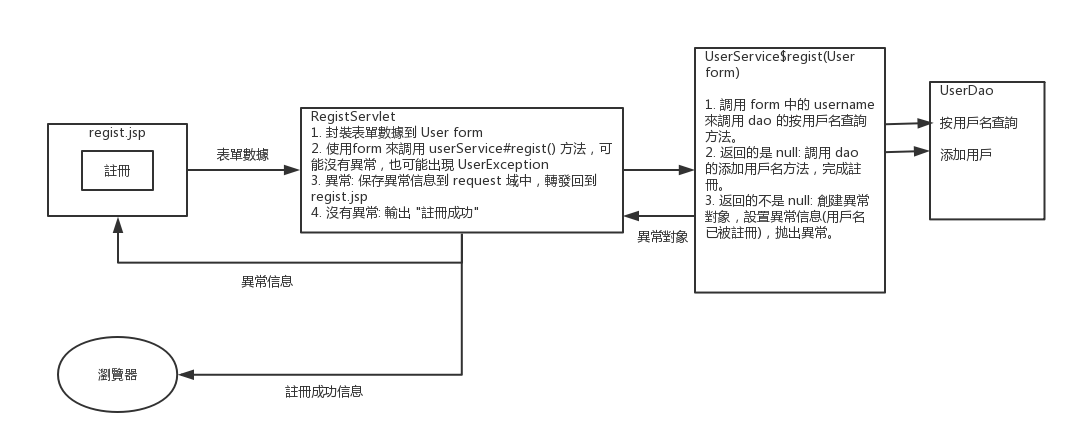 regist.jsp
註冊
表單數據
RegistServlet
1. 封裝表單數據到 User form
2. 使用form 來調用 userService#regist() 方法，可
能沒有異常，也可能出現 UserException
3. 異常: 保存異常信息到 request 域中，轉發回到
regist.jsp
4. 沒有異常: 輸出 "註冊成功"
異常對象
UserService$regist(User
form)
1. 調用 form 中的 username
來調用 dao 的按用戶名查詢
方法。
2. 返回的是 null: 調用 dao
的添加用戶名方法，完成註
冊。
3. 返回的不是 null: 創建異常
對象，設置異常信息(用戶名
已被註冊)，拋出異常。
UserDao
按用戶名查詢
添加用戶
異常信息
瀏覽器
註冊成功信息